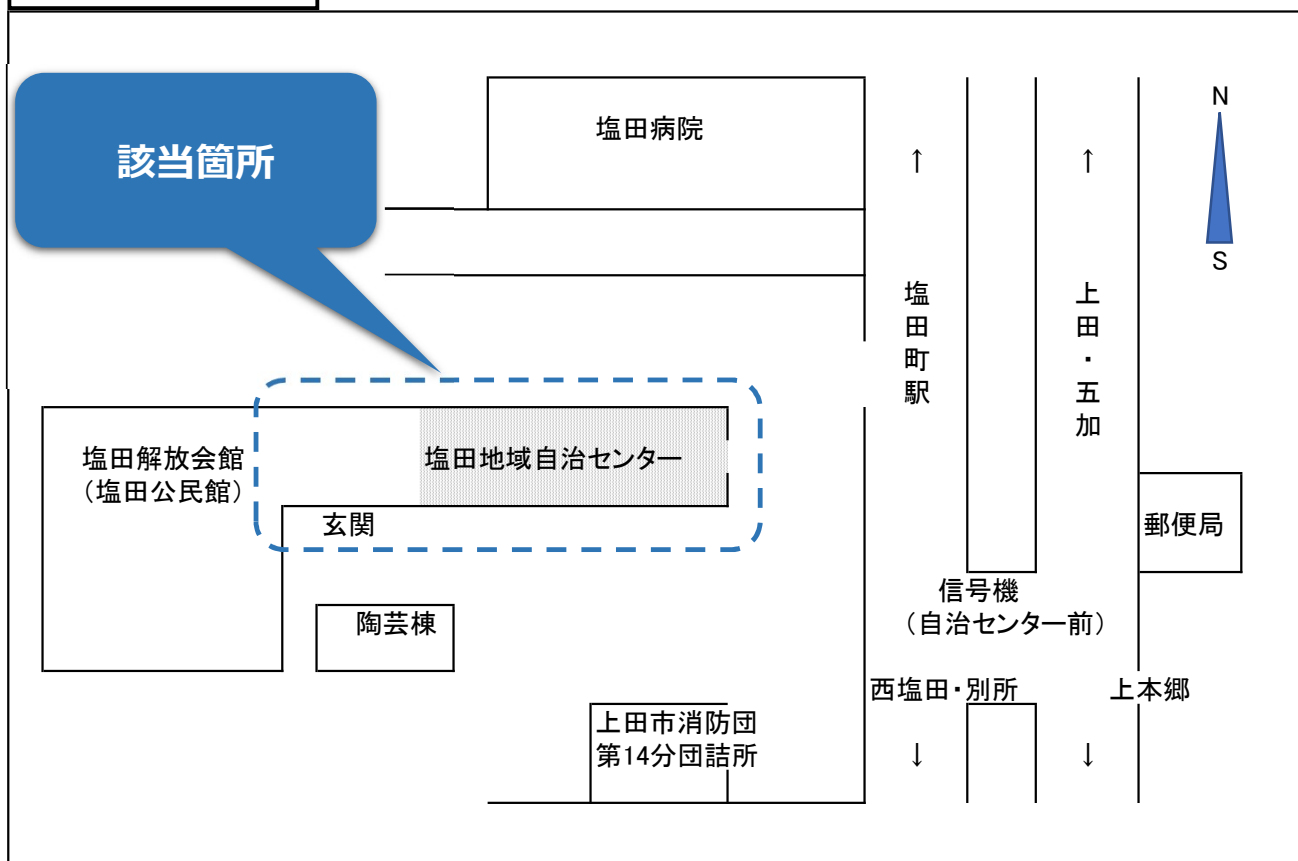 塩田病院
N
該当箇所
↑
↑
S
塩田町駅
上田・五加
塩田解放会館
（塩田公民館）
塩田地域自治センター
玄関
郵便局
信号機
（自治センター前）
陶芸棟
西塩田・別所
上本郷
上田市消防団
第14分団詰所
↓
↓